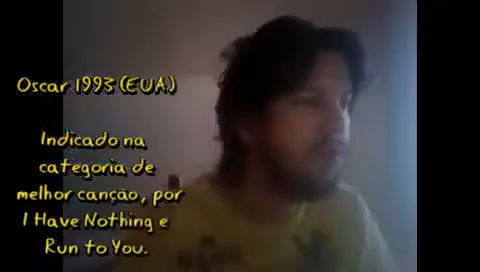 Oscar 1993 (EUA)
Indicado na
categoria de
melhor canção, por
I Have Nothing e
Run to You.